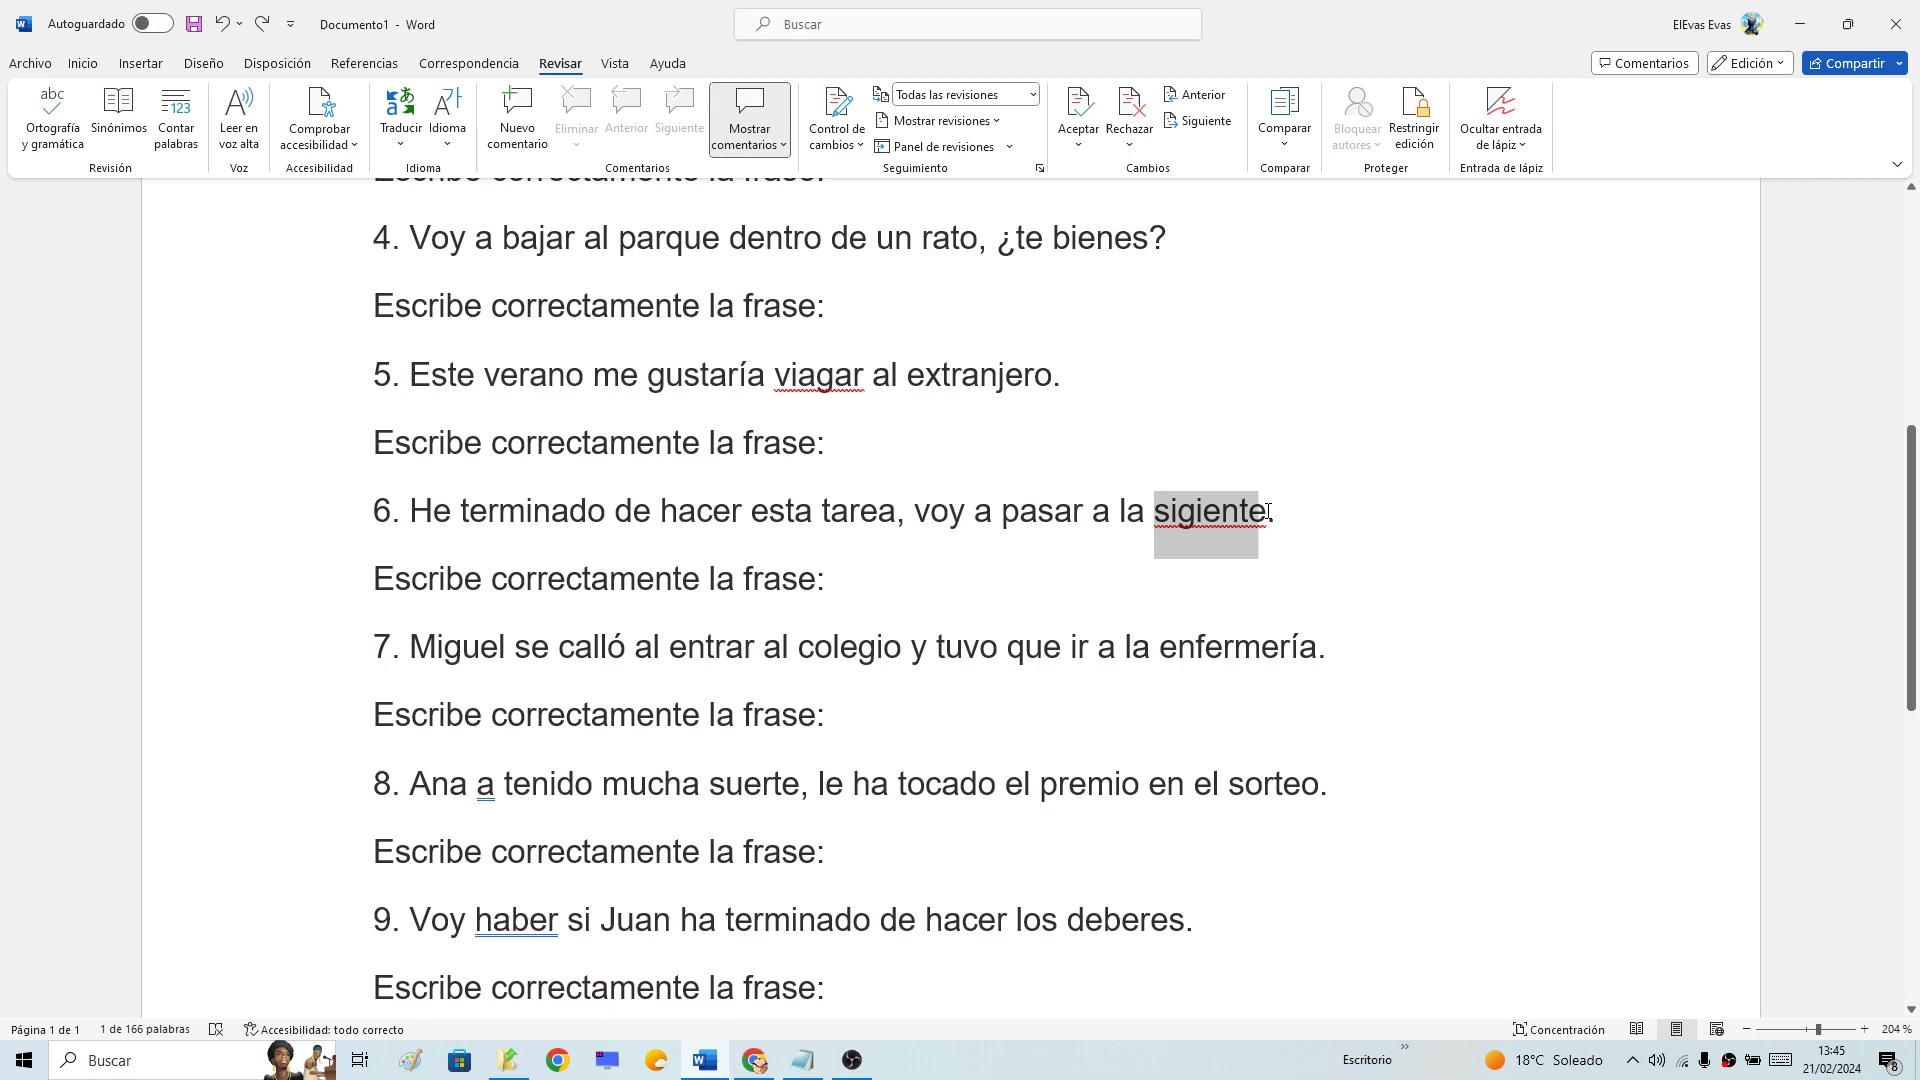 Autoguardado
Documento1 - Word
Buscar
ElEvas Evas
Archivo Inicio Insertar Diseño Disposición Referencias Correspondencia Revisar Vista Ayuda
Comentarios Edición Compartir
abc
Ortografía y gramática
Sinónimos
123
Contar palabras
Revisión
Leer en voz alta
Voz
Comprobar accesibilidad
Accesibilidad
Traducir
Idioma
Idioma
Nuevo comentario
Eliminar
Anterior
Siguiente
Mostrar comentarios
Comentarios
Control de cambios
Todas las revisiones
Mostrar revisiones
Panel de revisiones
Seguimiento
Aceptar
Rechazar
Anterior
Siguiente
Cambios
Comparar
Comparar
Bloquear autores
Restringir edición
Proteger
Ocultar entrada de lápiz
Entrada de lápiz
Escribe correctamente la frase:
4. Voy a bajar al parque dentro de un rato, ¿te bienes?
Escribe correctamente la frase:
5. Este verano me gustaría viagar al extranjero.
Escribe correctamente la frase:
6. He terminado de hacer esta tarea, voy a pasar a la sigiente.
Escribe correctamente la frase:
7. Miguel se calló al entrar al colegio y tuvo que ir a la enfermería.
Escribe correctamente la frase:
8. Ana a tenido mucha suerte, le ha tocado el premio en el sorteo.
Escribe correctamente la frase:
9. Voy haber si Juan ha terminado de hacer los deberes.
Escribe correctamente la frase:
Página 1 de 1 1 de 166 palabras Accesibilidad: todo correcto
Concentración
204 %
Buscar
Escritorio
18°C Soleado
13:45
21/02/2024
8